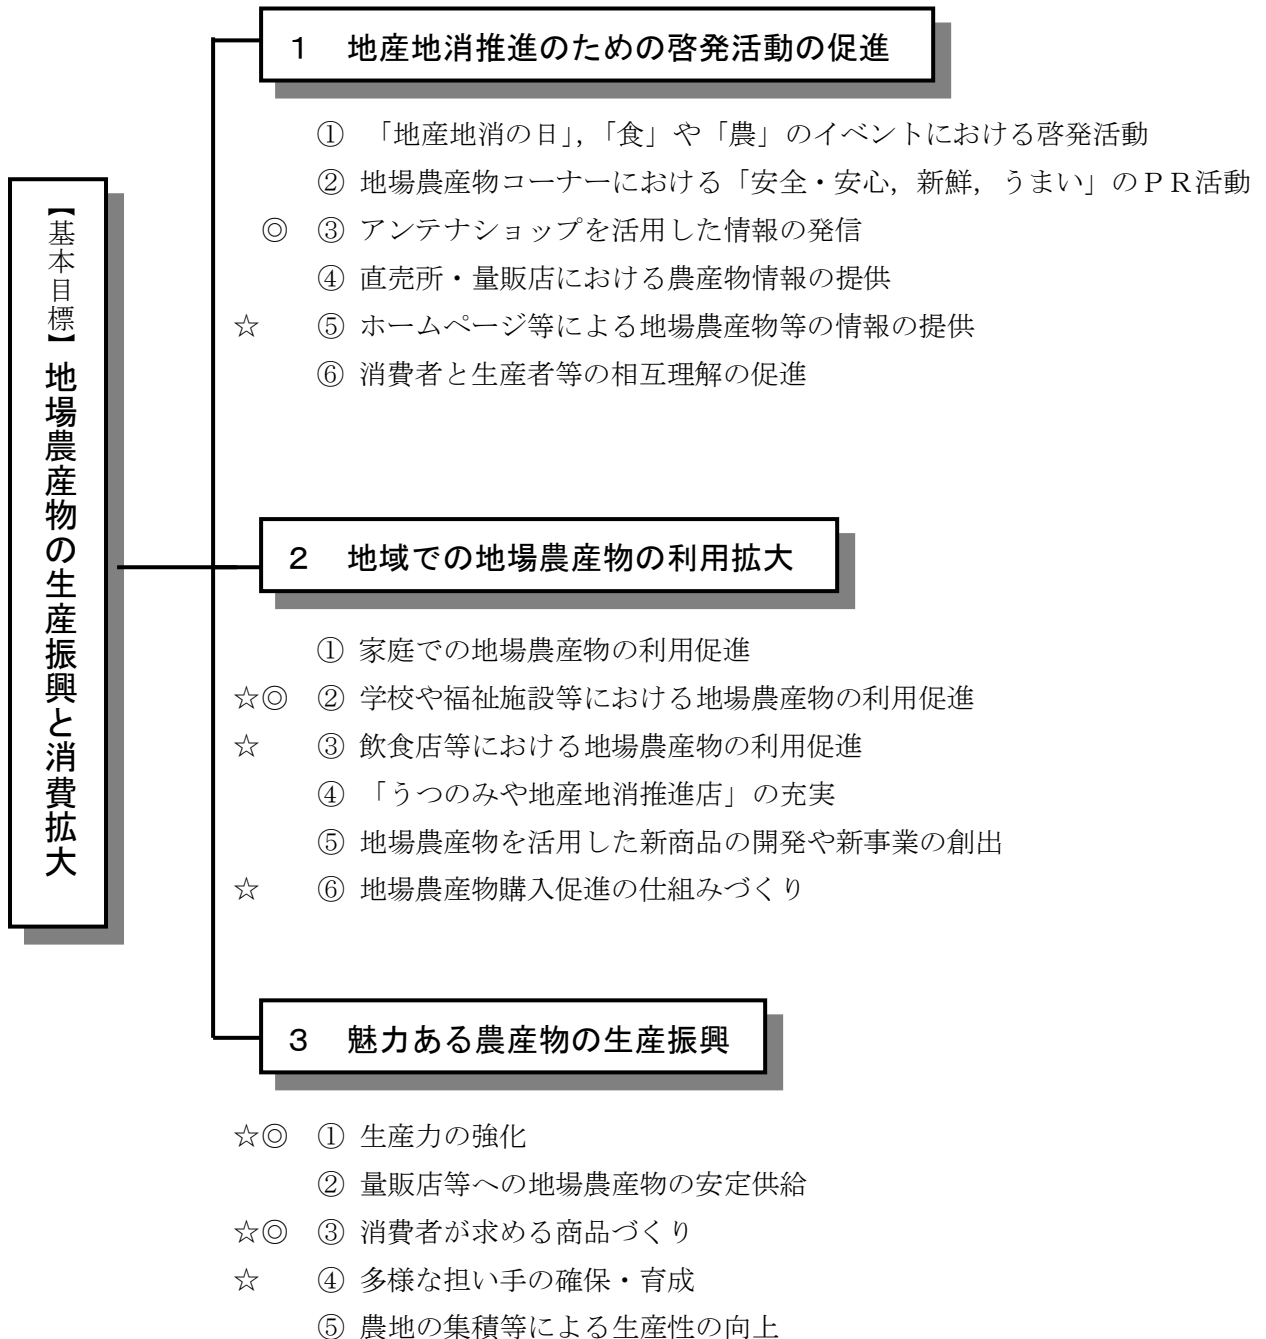 【基本目標】地場農産物の生産振興と消費拡大
１　地産地消推進のための啓発活動の促進
① 「地産地消の日」，「食」や「農」のイベントにおける啓発活動
② 地場農産物コーナーにおける「安全・安心，新鮮，うまい」のＰＲ活動
◎ ③ アンテナショップを活用した情報の発信
④ 直売所・量販店における農産物情報の提供
☆ ⑤ ホームページ等による地場農産物等の情報の提供
⑥ 消費者と生産者等の相互理解の促進
２　地域での地場農産物の利用拡大
① 家庭での地場農産物の利用促進
☆◎ ② 学校や福祉施設等における地場農産物の利用促進
☆ ③ 飲食店等における地場農産物の利用促進
④ 「うつのみや地産地消推進店」の充実
⑤ 地場農産物を活用した新商品の開発や新事業の創出
☆ ⑥ 地場農産物購入促進の仕組みづくり
３　魅力ある農産物の生産振興
☆◎ ① 生産力の強化
② 量販店等への地場農産物の安定供給
☆◎ ③ 消費者が求める商品づくり
☆ ④ 多様な担い手の確保・育成
⑤ 農地の集積等による生産性の向上